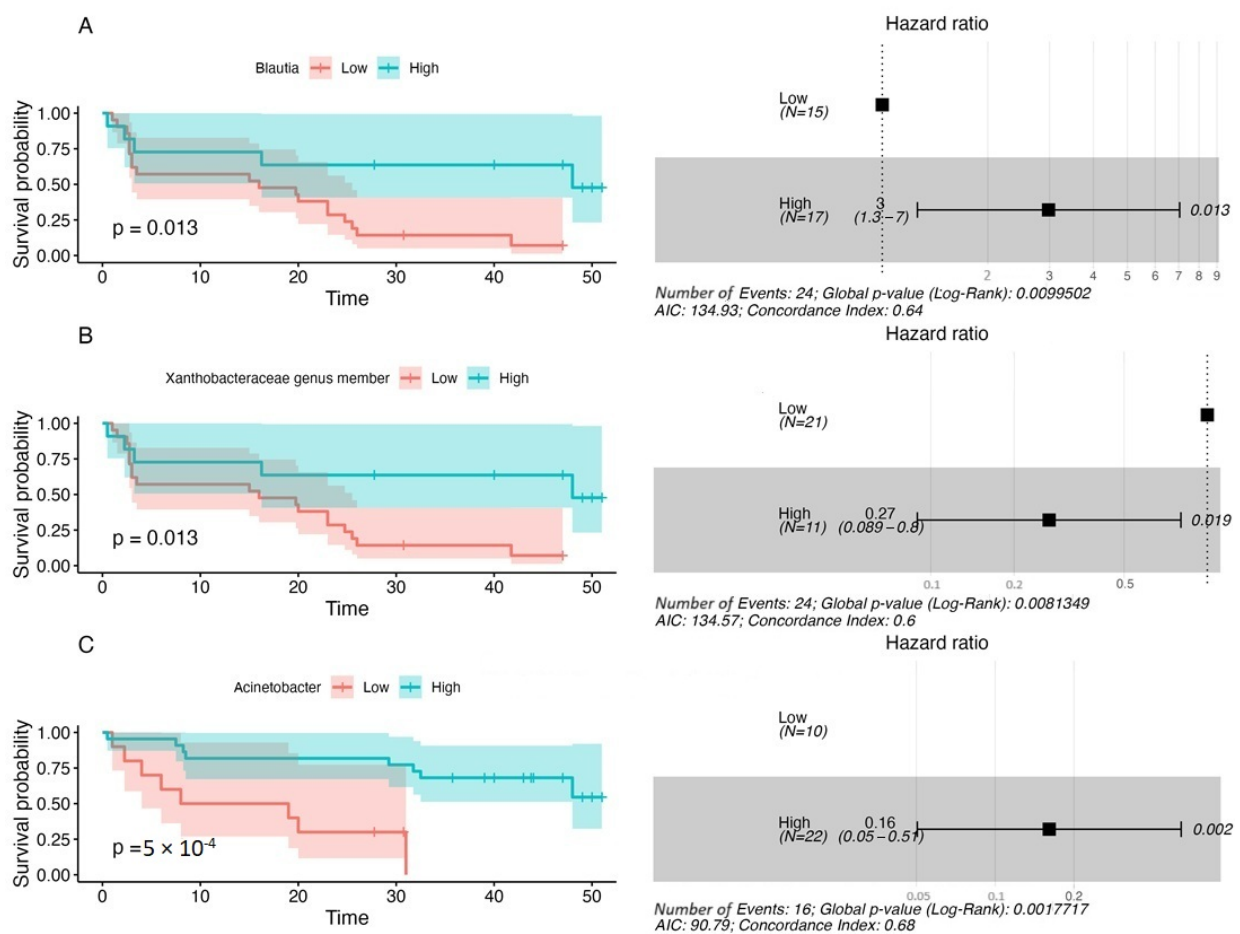 A
Hazard ratio
Blautia Low High
Survival probability
1.00
0.75
0.50
0.25
0.00
p = 0.013
0 10 20 30 40 50
Time
Low
(N=15)
High
(N=17)
3
(1.3 – 7)
0.013
2 3 4 5 6 7 8 9
Number of Events: 24; Global p-value (Log-Rank): 0.0099502
AIC: 134.93; Concordance Index: 0.64
B
Hazard ratio
Xanthobacteraceae genus member Low High
Survival probability
1.00
0.75
0.50
0.25
0.00
p = 0.013
0 10 20 30 40 50
Time
Low
(N=21)
High
(N=11)
0.27
(0.089 – 0.8)
0.019
0.1 0.2 0.5
Number of Events: 24; Global p-value (Log-Rank): 0.0081349
AIC: 134.57; Concordance Index: 0.6
C
Hazard ratio
Acinetobacter Low High
Survival probability
1.00
0.75
0.50
0.25
0.00
p = 5 × 10⁻⁴
0 10 20 30 40 50
Time
Low
(N=10)
High
(N=22)
0.16
(0.05 – 0.51)
0.002
0.05 0.1 0.2
Number of Events: 16; Global p-value (Log-Rank): 0.0017717
AIC: 90.79; Concordance Index: 0.68